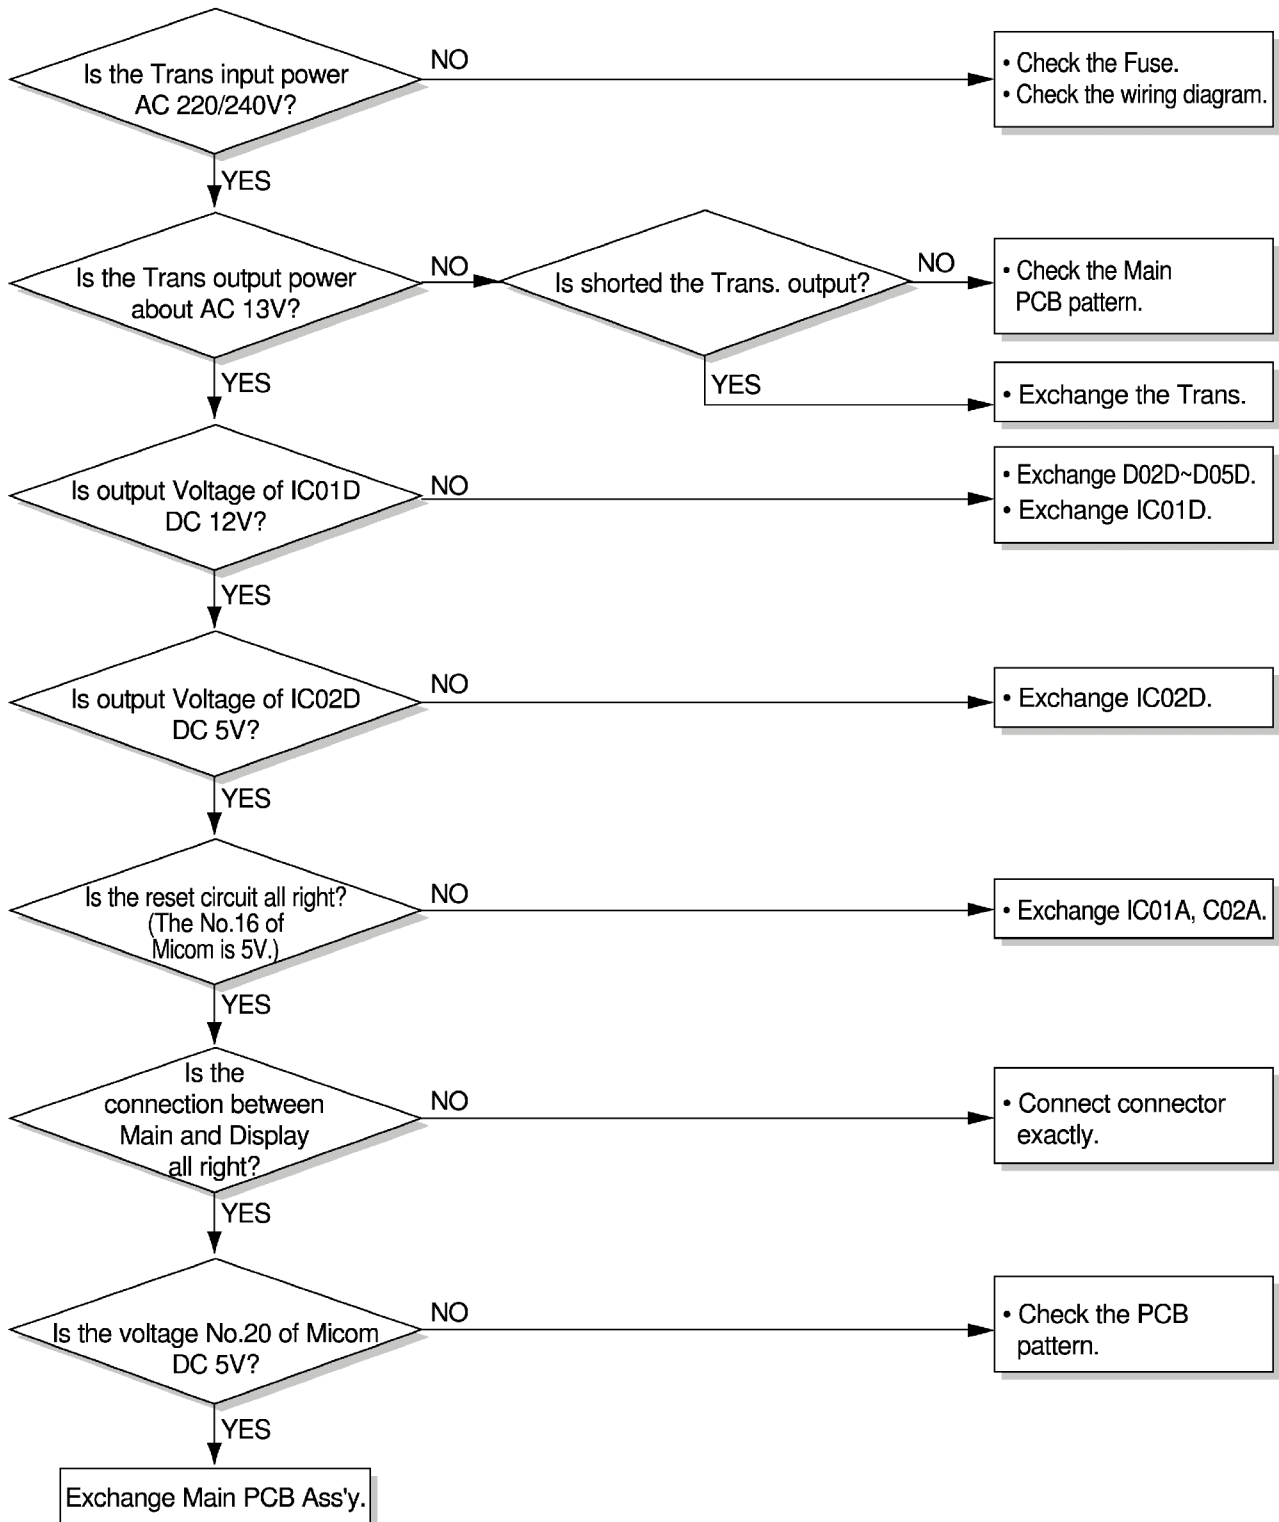 Is the Trans input power
AC 220/240V?
NO
• Check the Fuse.
• Check the wiring diagram.
YES
Is the Trans output power
about AC 13V?
NO
Is shorted the Trans. output?
NO
• Check the Main
PCB pattern.
YES
• Exchange the Trans.
YES
Is output Voltage of IC01D
DC 12V?
NO
• Exchange D02D~D05D.
• Exchange IC01D.
YES
Is output Voltage of IC02D
DC 5V?
NO
• Exchange IC02D.
YES
Is the reset circuit all right?
(The No.16 of
Micom is 5V.)
NO
• Exchange IC01A, C02A.
YES
Is the
connection between
Main and Display
all right?
NO
• Connect connector
exactly.
YES
Is the voltage No.20 of Micom
DC 5V?
NO
• Check the PCB
pattern.
YES
Exchange Main PCB Ass'y.